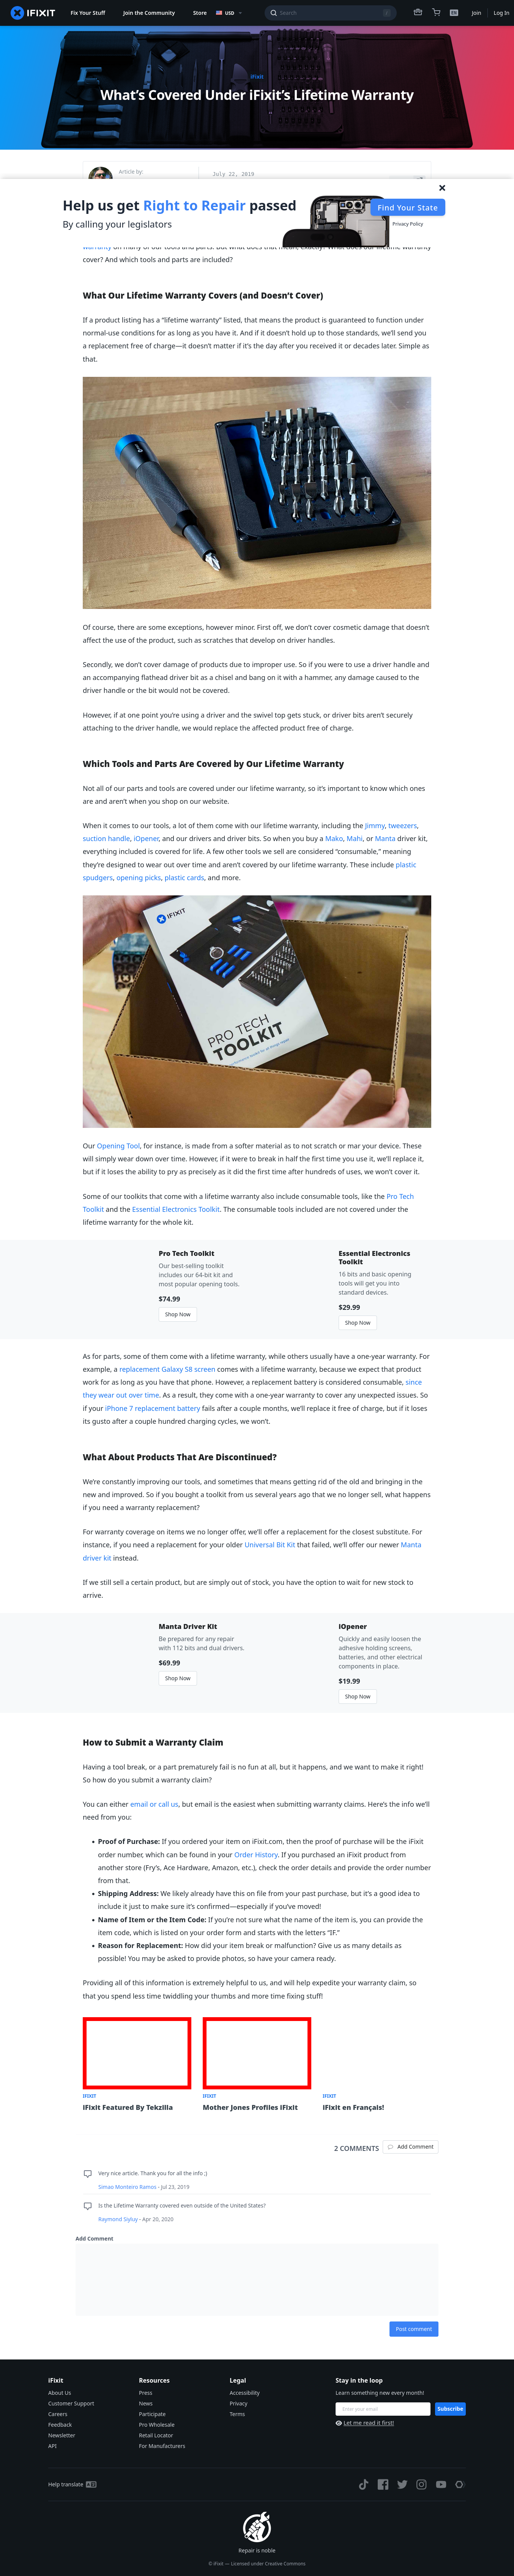 IFIXIT
Fix Your Stuff
Join the Community
Store
USD
Search
/
EN
Join
Log In
iFixit
What’s Covered Under iFixit’s Lifetime Warranty
Article by:
July 22, 2019
Help us get Right to Repair passed
By calling your legislators
Find Your State
Privacy Policy
cover? And which tools and parts are included?
What Our Lifetime Warranty Covers (and Doesn’t Cover)
If a product listing has a “lifetime warranty” listed, that means the product is guaranteed to function under
normal-use conditions for as long as you have it. And if it doesn’t hold up to those standards, we’ll send you
a replacement free of charge—it doesn’t matter if it’s the day after you received it or decades later. Simple as
that.
Of course, there are some exceptions, however minor. First off, we don’t cover cosmetic damage that doesn’t
affect the use of the product, such as scratches that develop on driver handles.
Secondly, we don’t cover damage of products due to improper use. So if you were to use a driver handle and
an accompanying flathead driver bit as a chisel and bang on it with a hammer, any damage caused to the
driver handle or the bit would not be covered.
However, if at one point you’re using a driver and the swivel top gets stuck, or driver bits aren’t securely
attaching to the driver handle, we would replace the affected product free of charge.
Which Tools and Parts Are Covered by Our Lifetime Warranty
Not all of our parts and tools are covered under our lifetime warranty, so it’s important to know which ones
are and aren’t when you shop on our website.
When it comes to our tools, a lot of them come with our lifetime warranty, including the Jimmy, tweezers,
suction handle, iOpener, and our drivers and driver bits. So when you buy a Mako, Mahi, or Manta driver kit,
everything included is covered for life. A few other tools we sell are considered “consumable,” meaning
they’re designed to wear out over time and aren’t covered by our lifetime warranty. These include plastic
spudgers, opening picks, plastic cards, and more.
IFIXIT
PRO TECH
TOOLKIT
Our Opening Tool, for instance, is made from a softer material as to not scratch or mar your device. These
will simply wear down over time. However, if it were to break in half the first time you use it, we’ll replace it,
but if it loses the ability to pry as precisely as it did the first time after hundreds of uses, we won’t cover it.
Some of our toolkits that come with a lifetime warranty also include consumable tools, like the Pro Tech
Toolkit and the Essential Electronics Toolkit. The consumable tools included are not covered under the
lifetime warranty for the whole kit.
Pro Tech Toolkit
Our best-selling toolkit
includes our 64-bit kit and
most popular opening tools.
$74.99
Shop Now
Essential Electronics
Toolkit
16 bits and basic opening
tools will get you into
standard devices.
$29.99
Shop Now
As for parts, some of them come with a lifetime warranty, while others usually have a one-year warranty. For
example, a replacement Galaxy S8 screen comes with a lifetime warranty, because we expect that product
work for as long as you have that phone. However, a replacement battery is considered consumable, since
they wear out over time. As a result, they come with a one-year warranty to cover any unexpected issues. So
if your iPhone 7 replacement battery fails after a couple months, we’ll replace it free of charge, but if it loses
its gusto after a couple hundred charging cycles, we won’t.
What About Products That Are Discontinued?
We’re constantly improving our tools, and sometimes that means getting rid of the old and bringing in the
new and improved. So if you bought a toolkit from us several years ago that we no longer sell, what happens
if you need a warranty replacement?
For warranty coverage on items we no longer offer, we’ll offer a replacement for the closest substitute. For
instance, if you need a replacement for your older Universal Bit Kit that failed, we’ll offer our newer Manta
driver kit instead.
If we still sell a certain product, but are simply out of stock, you have the option to wait for new stock to
arrive.
Manta Driver Kit
Be prepared for any repair
with 112 bits and dual drivers.
$69.99
Shop Now
iOpener
Quickly and easily loosen the
adhesive holding screens,
batteries, and other electrical
components in place.
$19.99
Shop Now
How to Submit a Warranty Claim
Having a tool break, or a part prematurely fail is no fun at all, but it happens, and we want to make it right!
So how do you submit a warranty claim?
You can either email or call us, but email is the easiest when submitting warranty claims. Here’s the info we’ll
need from you:
• Proof of Purchase: If you ordered your item on iFixit.com, then the proof of purchase will be the iFixit
order number, which can be found in your Order History. If you purchased an iFixit product from
another store (Fry’s, Ace Hardware, Amazon, etc.), check the order details and provide the order number
from that.
• Shipping Address: We likely already have this on file from your past purchase, but it’s a good idea to
include it just to make sure it’s confirmed—especially if you’ve moved!
• Name of Item or the Item Code: If you’re not sure what the name of the item is, you can provide the
item code, which is listed on your order form and starts with the letters “IF.”
• Reason for Replacement: How did your item break or malfunction? Give us as many details as
possible! You may be asked to provide photos, so have your camera ready.
Providing all of this information is extremely helpful to us, and will help expedite your warranty claim, so
that you spend less time twiddling your thumbs and more time fixing stuff!
IFIXIT
iFixit Featured By Tekzilla
IFIXIT
Mother Jones Profiles iFixit
IFIXIT
iFixit en Français!
2 COMMENTS
Add Comment
Very nice article. Thank you for all the info ;)
Simao Monteiro Ramos - Jul 23, 2019
Is the Lifetime Warranty covered even outside of the United States?
Raymond Siyluy - Apr 20, 2020
Add Comment
Post comment
iFixit
About Us
Customer Support
Careers
Feedback
Newsletter
API
Resources
Press
News
Participate
Pro Wholesale
Retail Locator
For Manufacturers
Legal
Accessibility
Privacy
Terms
Stay in the loop
Learn something new every month!
Enter your email
Subscribe
Let me read it first!
Help translate
Repair is noble
© iFixit — Licensed under Creative Commons